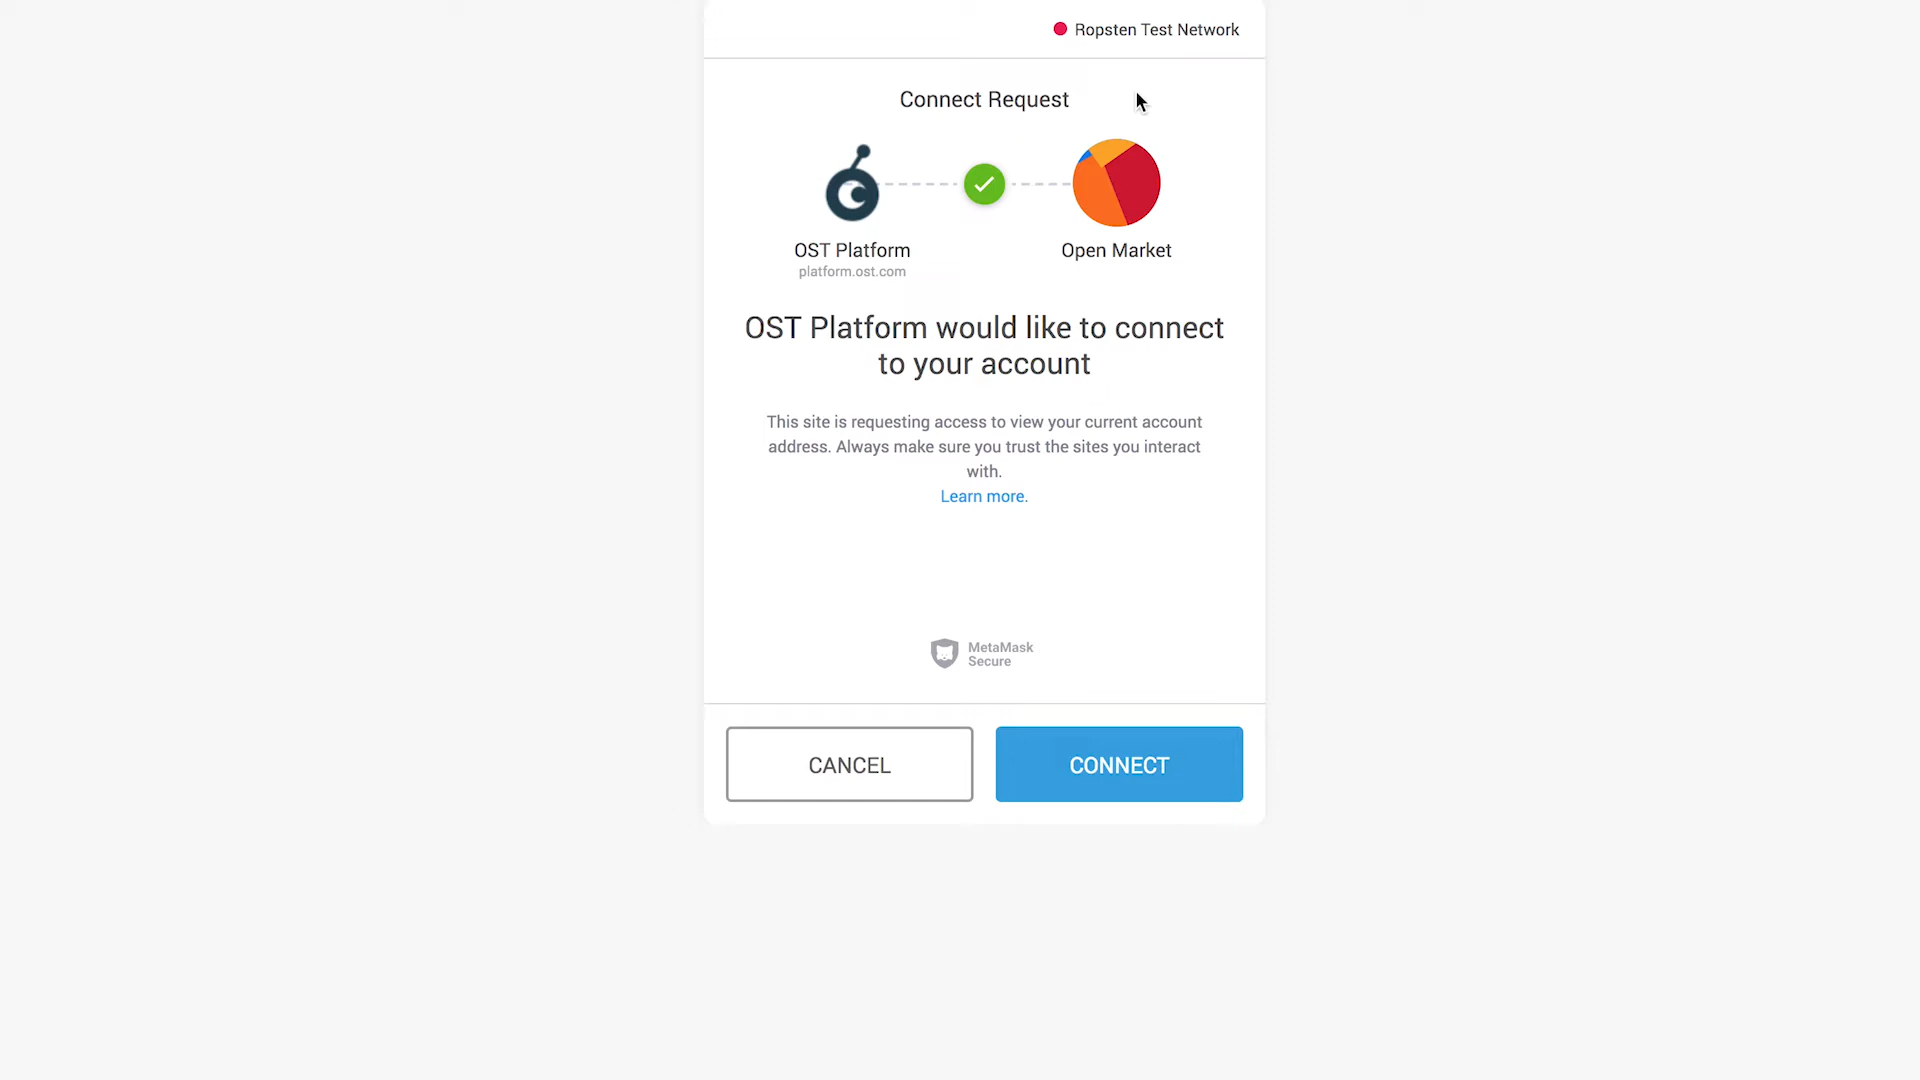 Ropsten Test Network
Connect Request
OST Platform
platform.ost.com
Open Market
OST Platform would like to connect
to your account
This site is requesting access to view your current account
address. Always make sure you trust the sites you interact
with.
Learn more.
MetaMask
Secure
CANCEL
CONNECT